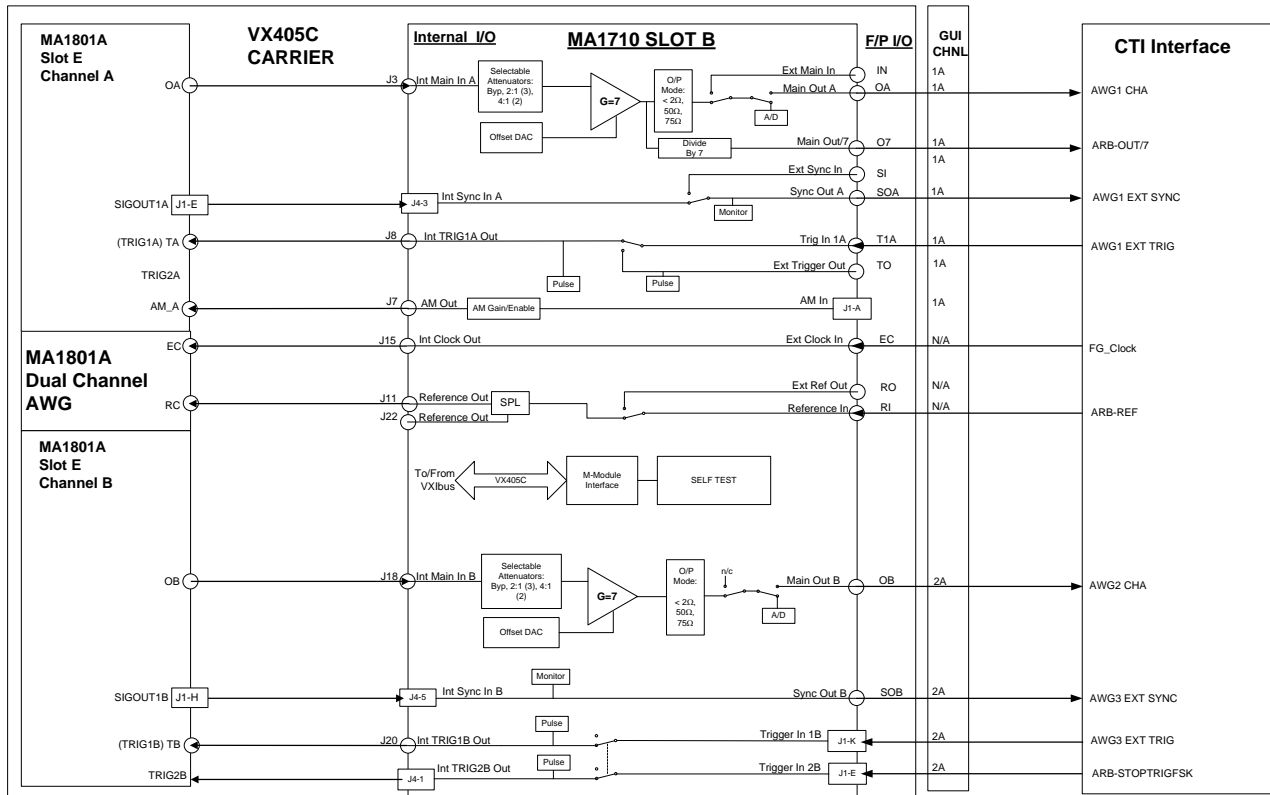 MA1801A
Slot E
Channel A
VX405C
CARRIER
Internal I/O
MA1710 SLOT B
F/P I/O
GUI
CHNL
CTI Interface
OA
J3
Int Main In A
Selectable
Attenuators:
Byp, 2:1 (3),
4:1 (2)
G=7
Offset DAC
O/P
Mode:
< 2Ω,
50Ω,
75Ω
Ext Main In
IN
1A
Main Out A
OA
1A
AWG1 CHA
A/D
Divide
By 7
Main Out/7
O7
1A
ARB-OUT/7
Ext Sync In
SI
1A
SIGOUT1A
J1-E
J4-3
Int Sync In A
Sync Out A
SOA
1A
AWG1 EXT SYNC
Monitor
(TRIG1A) TA
J8
Int TRIG1A Out
Trig In 1A
T1A
1A
AWG1 EXT TRIG
TRIG2A
Pulse
Pulse
Ext Trigger Out
TO
1A
AM_A
J7
AM Out
AM Gain/Enable
AM In
J1-A
1A
MA1801A
Dual Channel
AWG
EC
J15
Int Clock Out
Ext Clock In
EC
N/A
FG_Clock
RC
J11
Reference Out
J22
Reference Out
SPL
Ext Ref Out
RO
N/A
Reference In
RI
N/A
ARB-REF
MA1801A
Slot E
Channel B
To/From
VXIbus
VX405C
M-Module
Interface
SELF TEST
OB
J18
Int Main In B
Selectable
Attenuators:
Byp, 2:1 (3), 4:1
(2)
G=7
Offset DAC
O/P
Mode:
< 2Ω,
50Ω,
75Ω
n/c
Main Out B
OB
2A
AWG2 CHA
A/D
SIGOUT1B
J1-H
J4-5
Int Sync In B
Monitor
Sync Out B
SOB
2A
AWG3 EXT SYNC
(TRIG1B) TB
J20
Int TRIG1B Out
Pulse
Trigger In 1B
J1-K
2A
AWG3 EXT TRIG
TRIG2B
J4-1
Int TRIG2B Out
Pulse
Trigger In 2B
J1-E
2A
ARB-STOPTRIGFSK